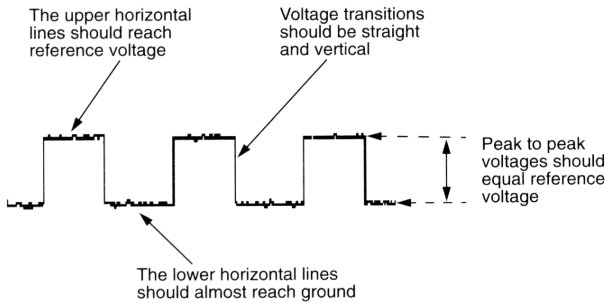 The upper horizontal
lines should reach
reference voltage
Voltage transitions
should be straight
and vertical
Peak to peak
voltages should
equal reference
voltage
The lower horizontal lines
should almost reach ground